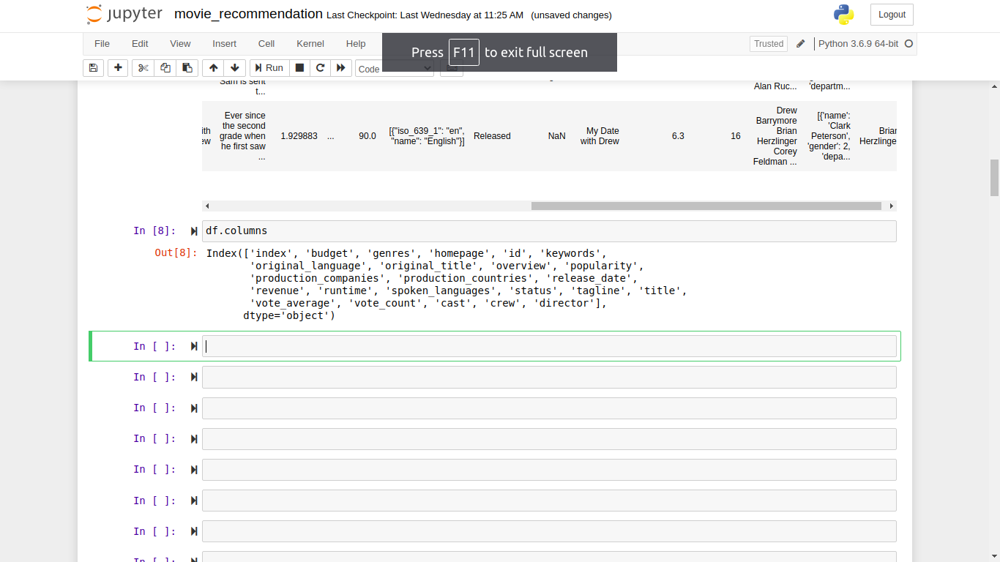 jupyter movie_recommendation Last Checkpoint: Last Wednesday at 11:25 AM (unsaved changes) Logout
File Edit View Insert Cell Kernel Help Trusted Python 3.6.9 64-bit
Press F11 to exit full screen
Run Code
Sam is sent
t...
Alan Ruc...
'departm...
ith
ew
Ever since
the second
grade when
he first saw
...
1.929883
...
90.0
[{"iso_639_1": "en",
"name": "English"}]
Released
NaN
My Date
with Drew
6.3
16
Drew
Barrymore
Brian
Herzlinger
Corey
Feldman ...
[{'name':
'Clark
Peterson',
'gender': 2,
'depa...
Brian
Herzlinge
In [8]: df.columns
Out[8]: Index(['index', 'budget', 'genres', 'homepage', 'id', 'keywords',
'original_language', 'original_title', 'overview', 'popularity',
'production_companies', 'production_countries', 'release_date',
'revenue', 'runtime', 'spoken_languages', 'status', 'tagline', 'title',
'vote_average', 'vote_count', 'cast', 'crew', 'director'],
dtype='object')
In [ ]:
In [ ]:
In [ ]:
In [ ]:
In [ ]:
In [ ]:
In [ ]:
In [ ]: